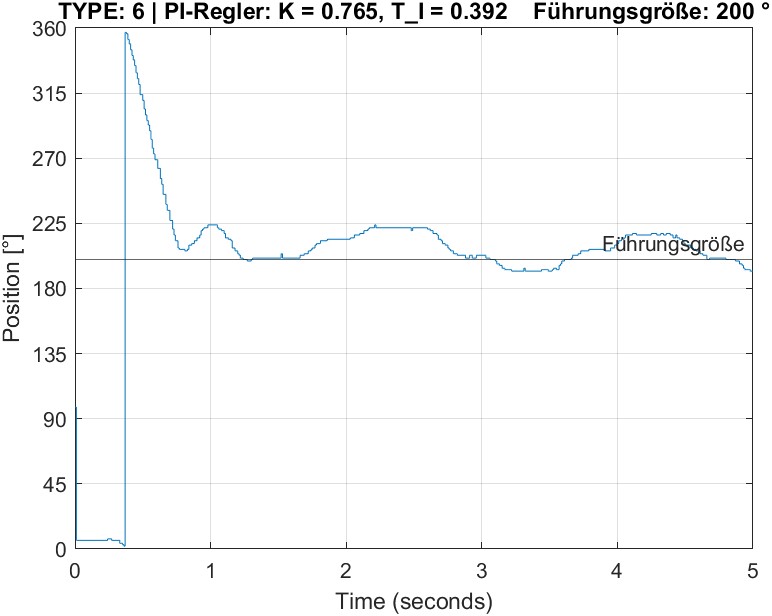 TYPE: 6 | PI-Regler: K = 0.765, T_I = 0.392 Führungsgröße: 200 °
360
315
270
225
180
135
90
45
0
Position [°]
Führungsgröße
0 1 2 3 4 5
Time (seconds)